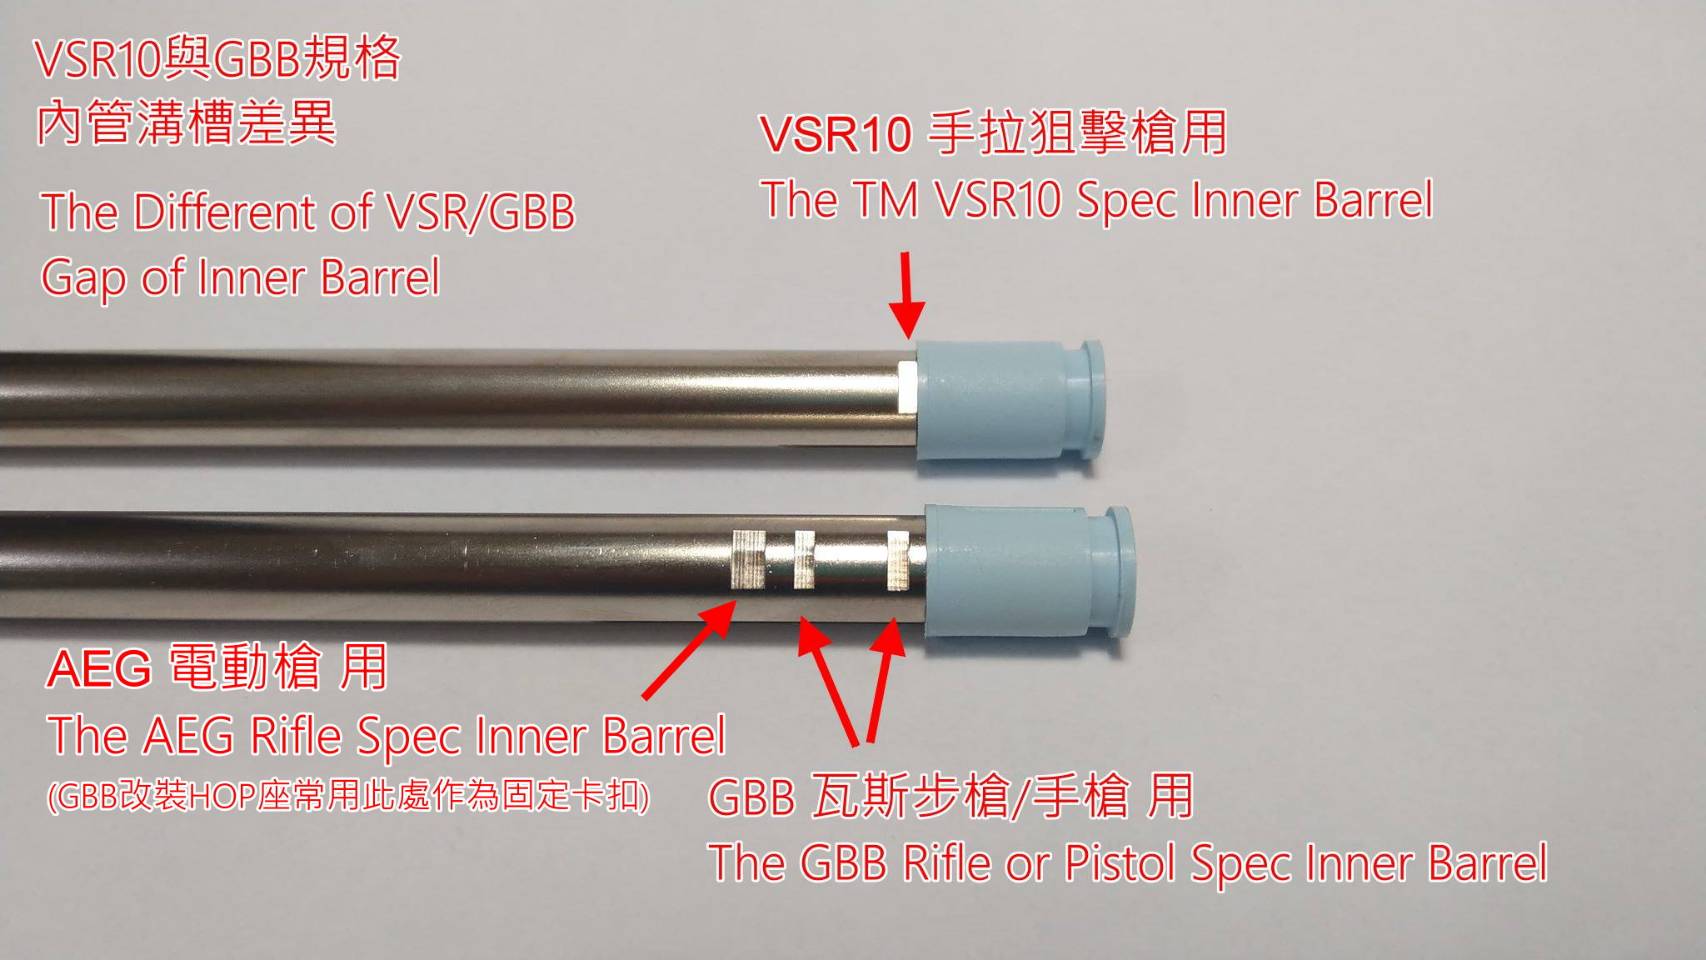 VSR10與GBB規格
內管溝槽差異
The Different of VSR/GBB
Gap of Inner Barrel
VSR10 手拉狙擊槍用
The TM VSR10 Spec Inner Barrel
AEG 電動槍 用
The AEG Rifle Spec Inner Barrel
(GBB改裝HOP座常用此處作為固定卡扣)
GBB 瓦斯步槍/手槍 用
The GBB Rifle or Pistol Spec Inner Barrel